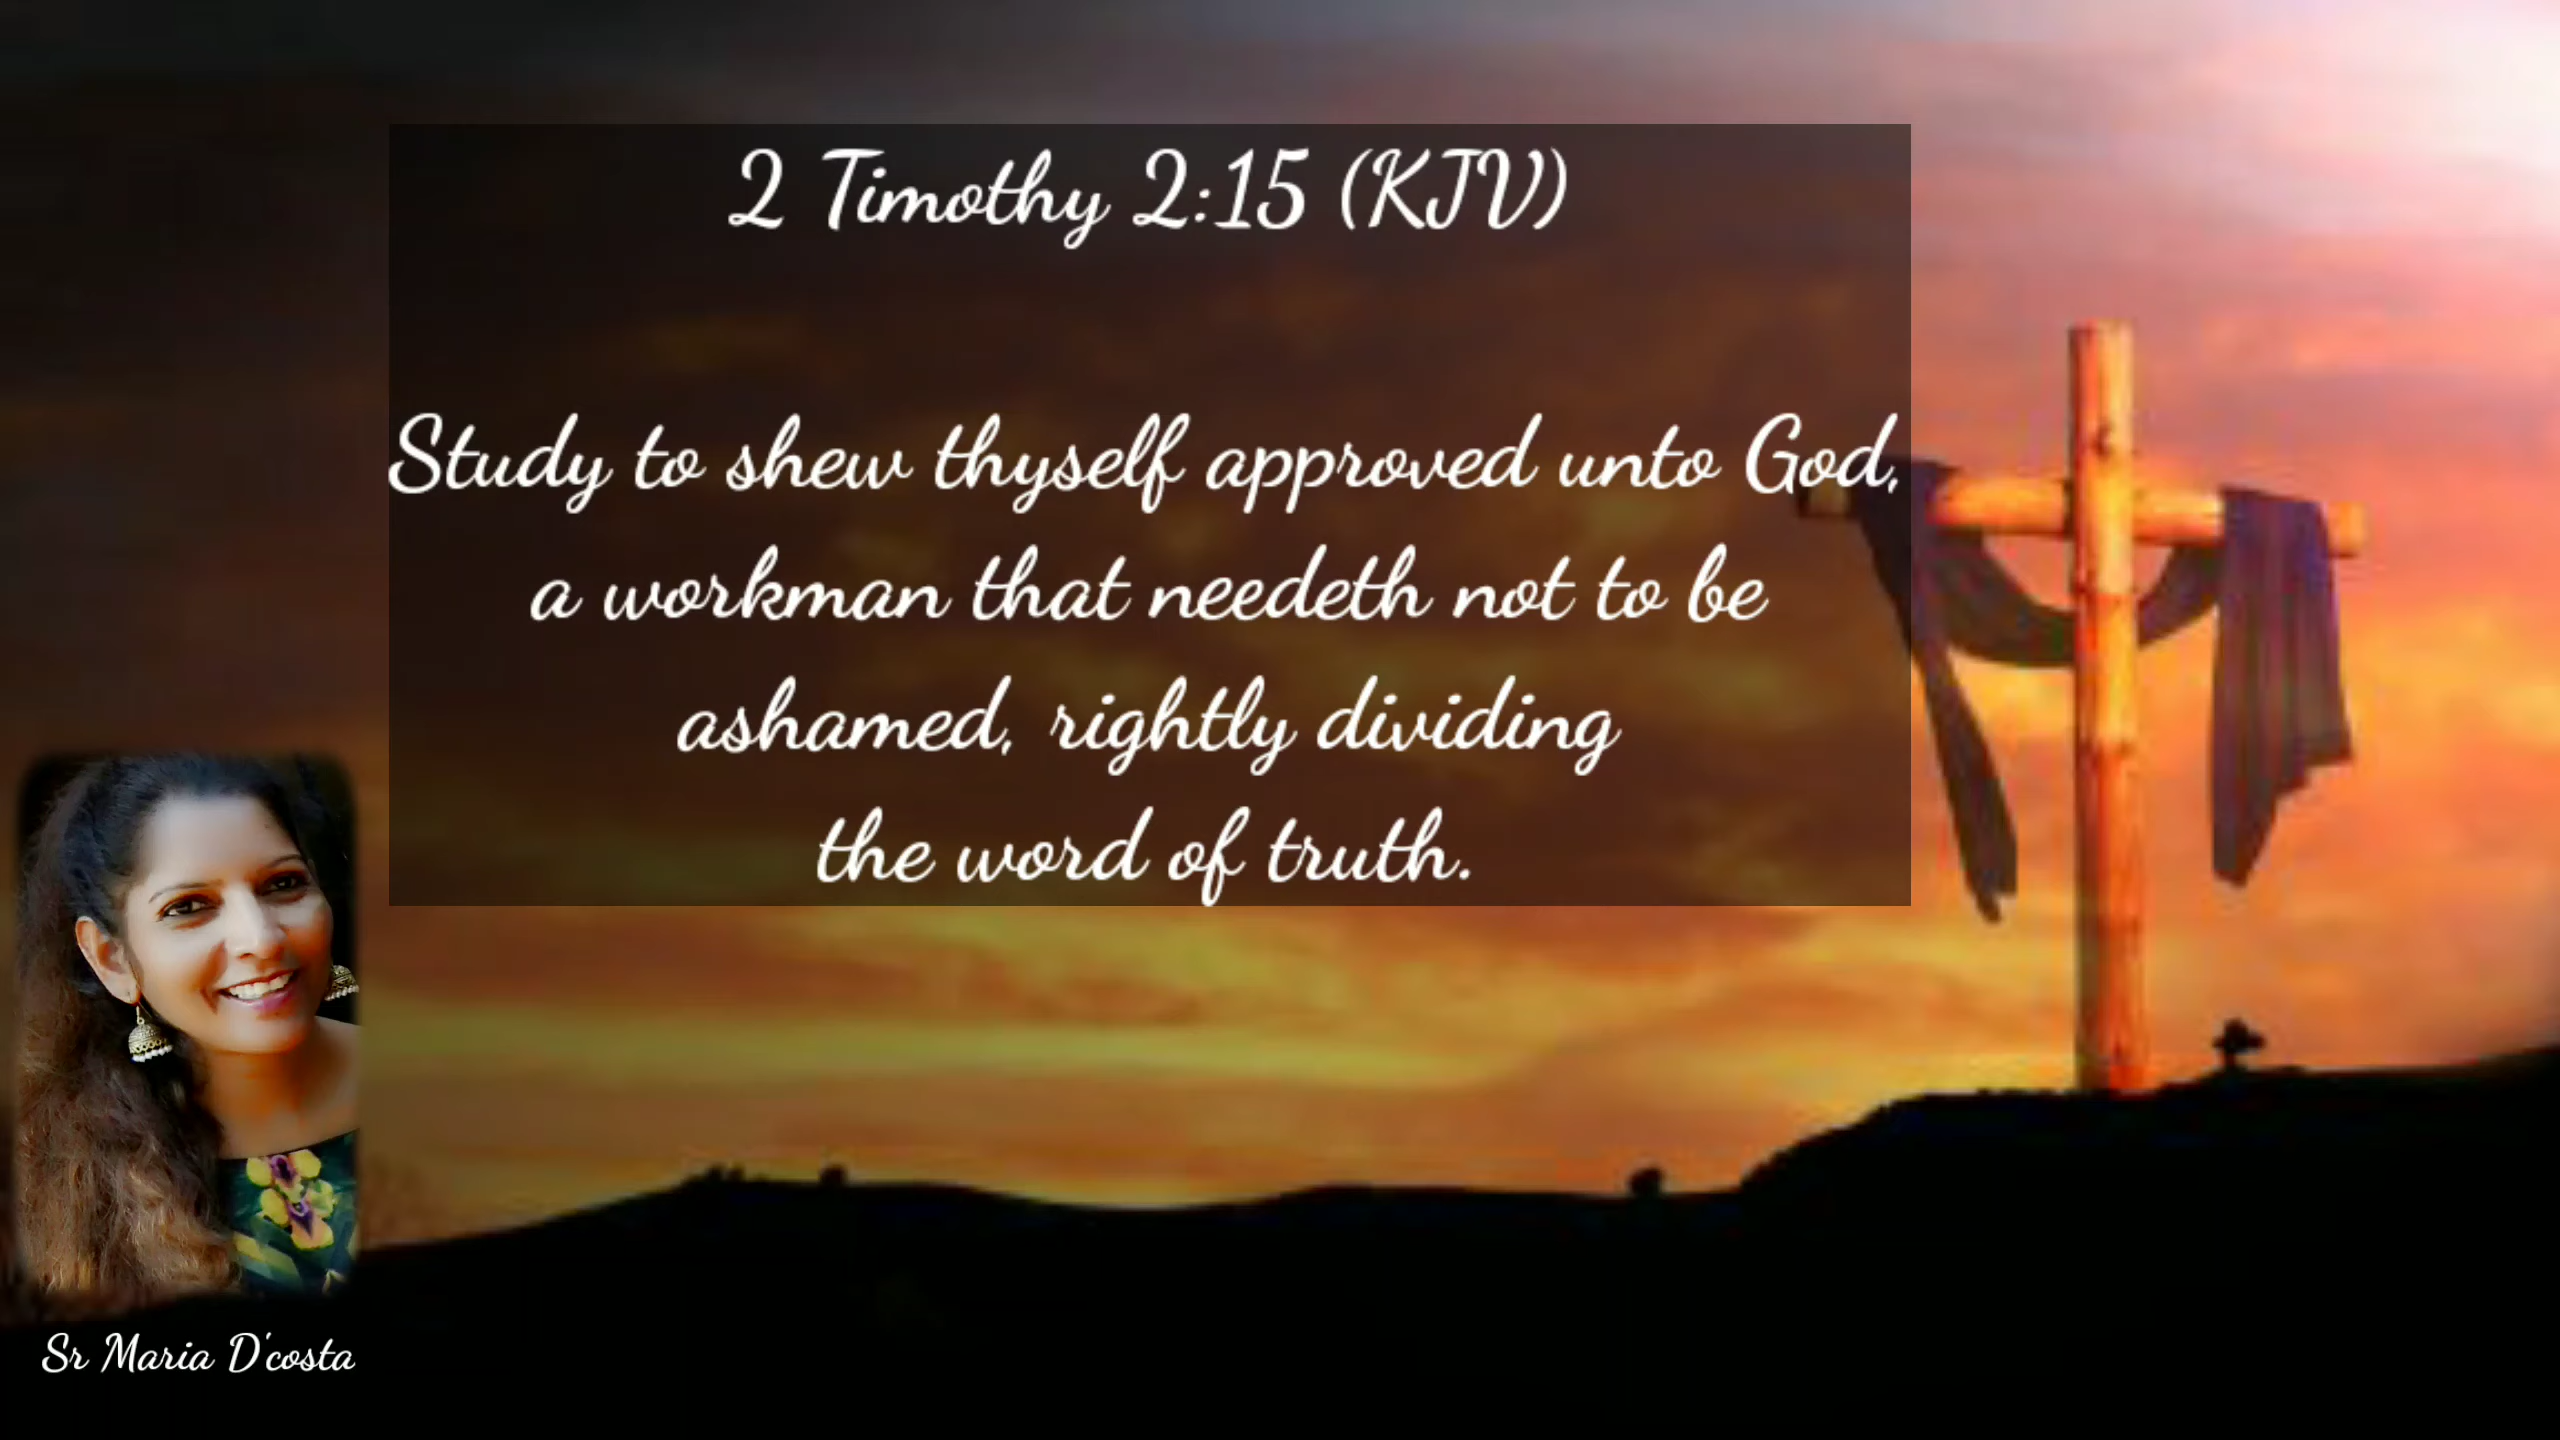 2 Timothy 2:15 (KJV)
Study to shew thyself approved unto God,
a workman that needeth not to be
ashamed, rightly dividing
the word of truth.
Sr Maria D'costa